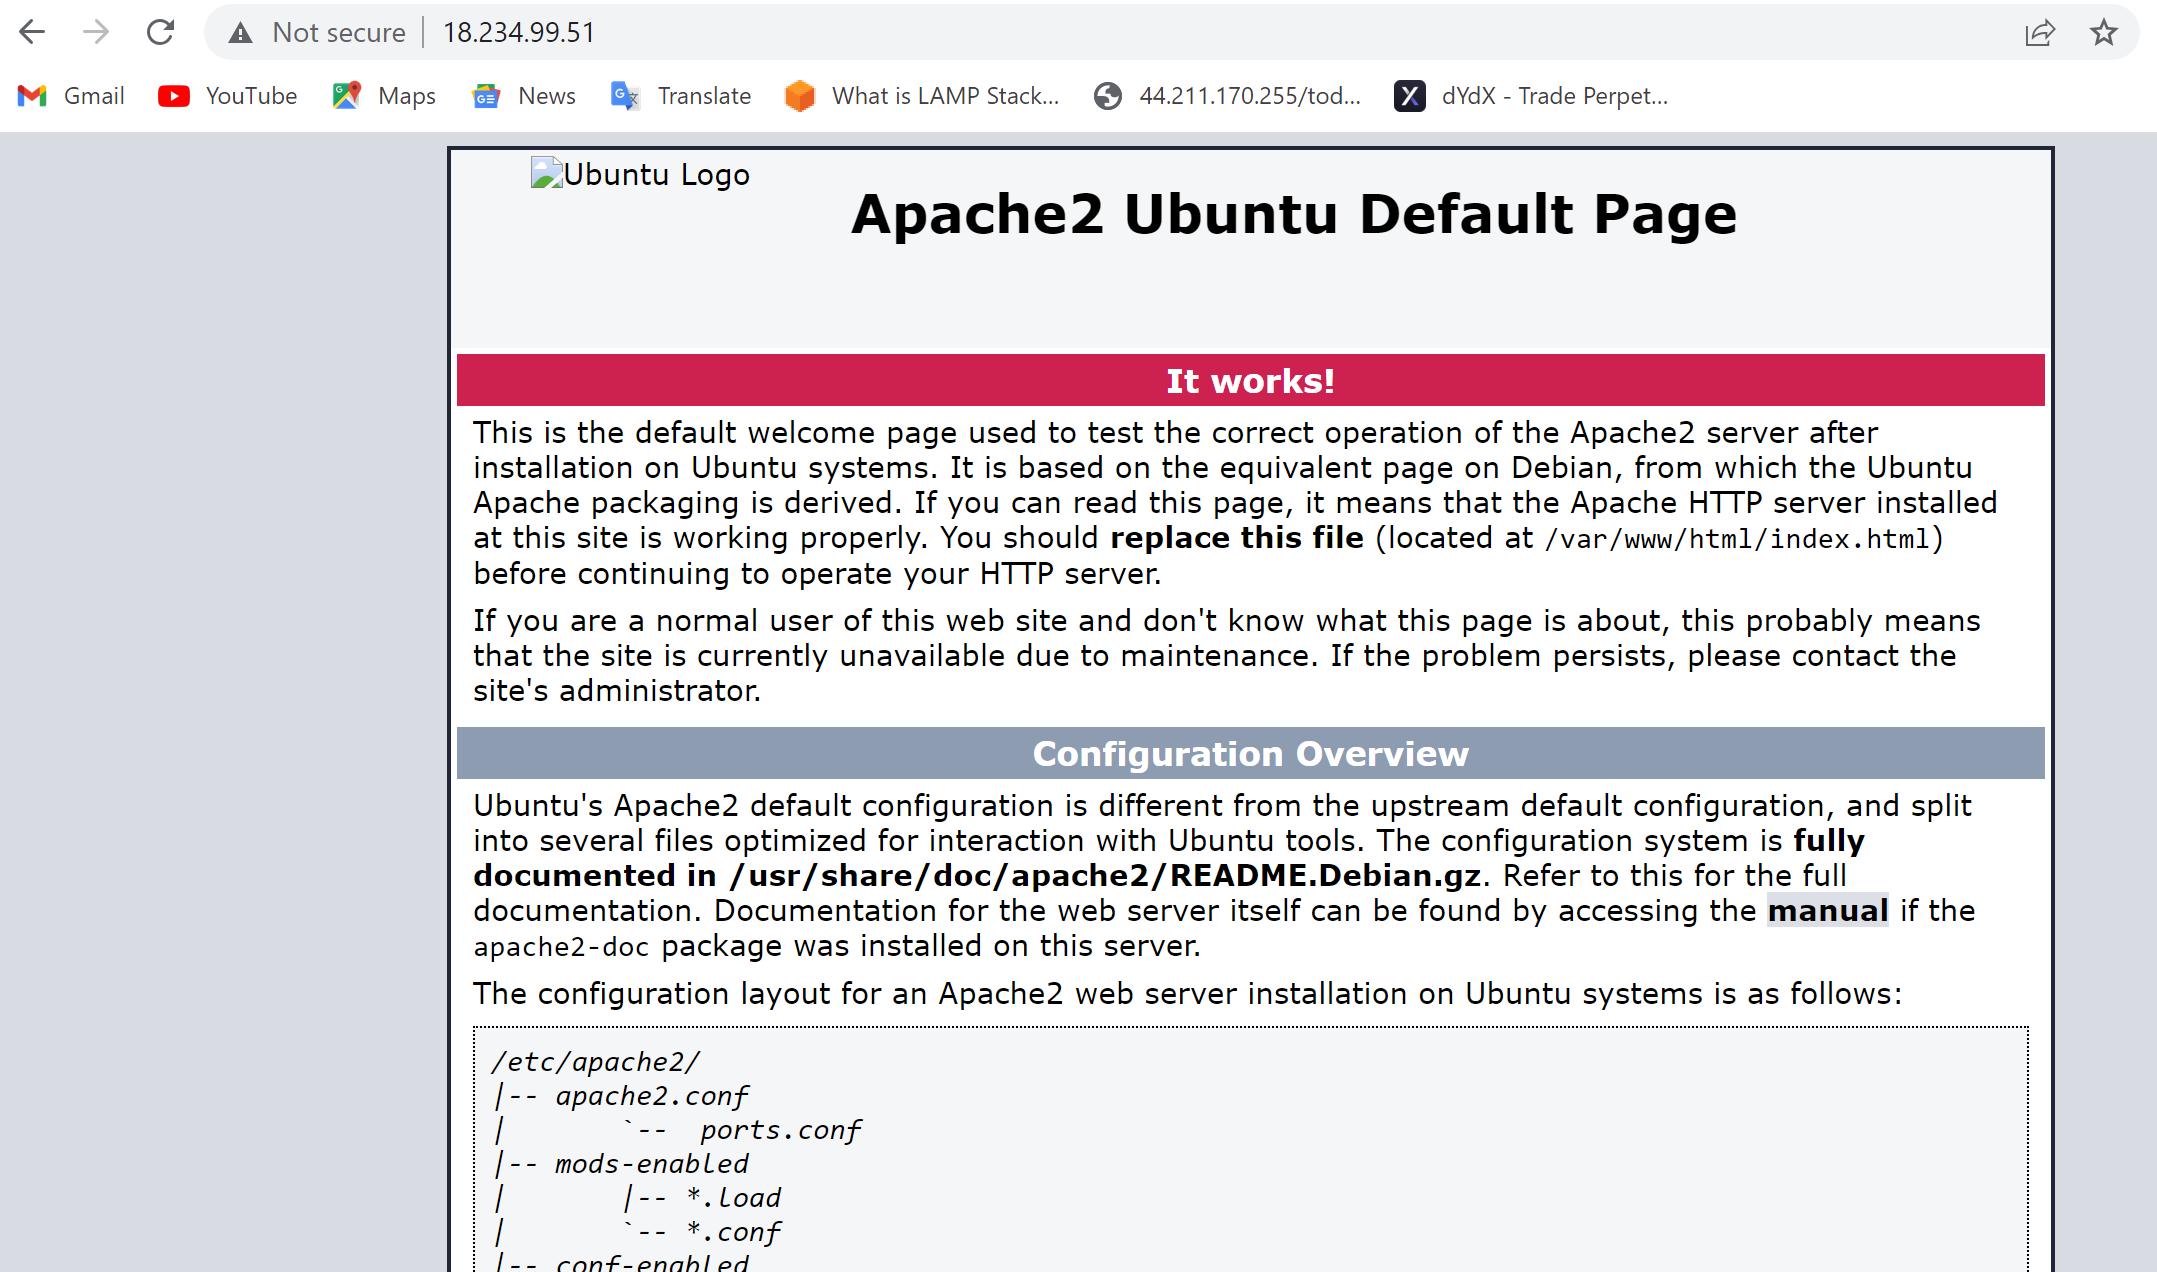 Not secure 18.234.99.51
Gmail YouTube Maps News Translate What is LAMP Stack... 44.211.170.255/tod... dYdX - Trade Perpet...
Ubuntu Logo
Apache2 Ubuntu Default Page
It works!
This is the default welcome page used to test the correct operation of the Apache2 server after
installation on Ubuntu systems. It is based on the equivalent page on Debian, from which the Ubuntu
Apache packaging is derived. If you can read this page, it means that the Apache HTTP server installed
at this site is working properly. You should replace this file (located at /var/www/html/index.html)
before continuing to operate your HTTP server.
If you are a normal user of this web site and don't know what this page is about, this probably means
that the site is currently unavailable due to maintenance. If the problem persists, please contact the
site's administrator.
Configuration Overview
Ubuntu's Apache2 default configuration is different from the upstream default configuration, and split
into several files optimized for interaction with Ubuntu tools. The configuration system is fully
documented in /usr/share/doc/apache2/README.Debian.gz. Refer to this for the full
documentation. Documentation for the web server itself can be found by accessing the manual if the
apache2-doc package was installed on this server.
The configuration layout for an Apache2 web server installation on Ubuntu systems is as follows:
/etc/apache2/
|-- apache2.conf
|       `--  ports.conf
|-- mods-enabled
|       |-- *.load
|       `-- *.conf
|-- conf-enabled